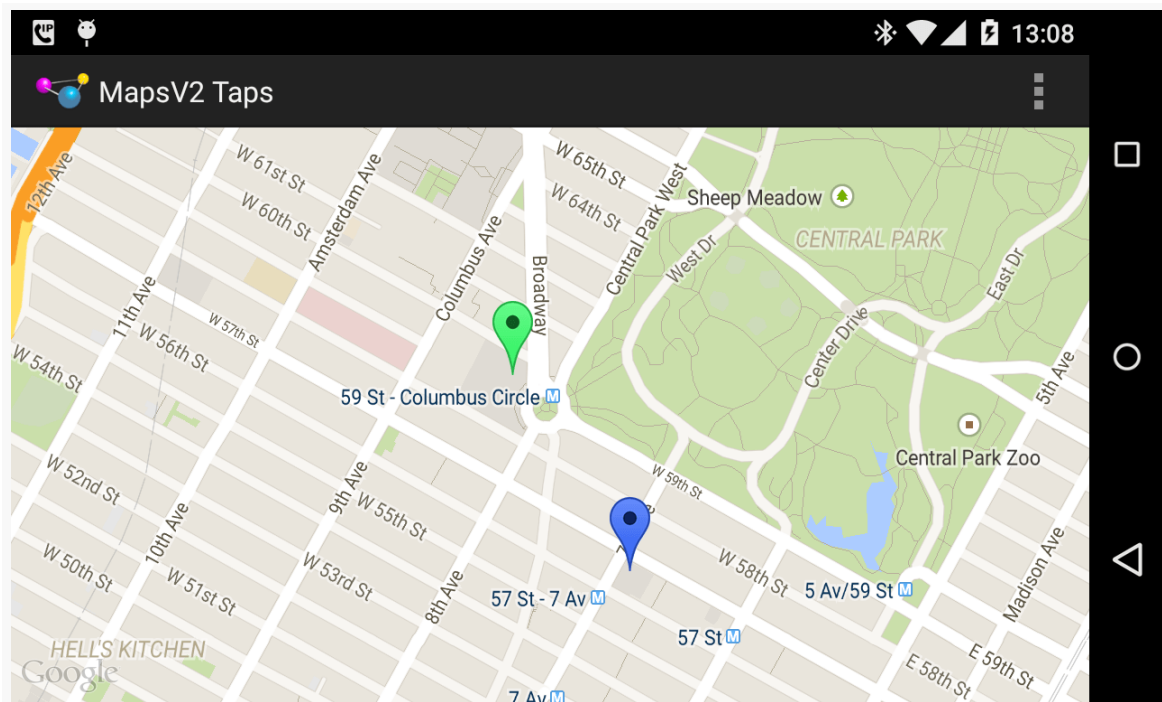 IP
13:08
MapsV2 Taps
W 61st St
W 65th St
12th Ave
Amsterdam Ave
W 60th St
W 64th St
Central Park West
Sheep Meadow
CENTRAL PARK
West Dr
East Dr
Columbus Ave
Broadway
11th Ave
W 57th St
W 56th St
Center Drive
W 54th St
5th Ave
59 St - Columbus Circle M
Central Park Zoo
W 52nd St
9th Ave
W 59th St
W 55th St
10th Ave
W 50th St
W 51st St
W 53rd St
8th Ave
W 58th St
Madison Ave
57 St - 7 Av M
5 Av/59 St M
57 St M
HELL'S KITCHEN
Google
E 58th St
E 59th St
7 Av M